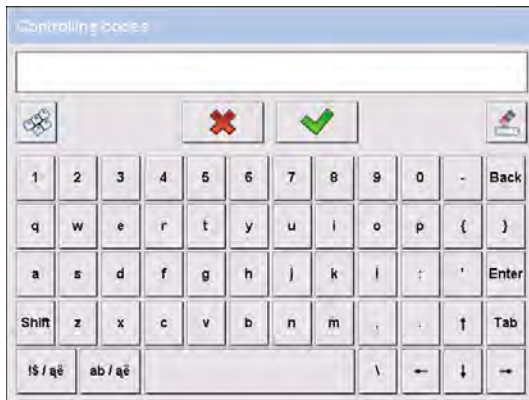 Controlling codes
1 2 3 4 5 6 7 8 9 0 - Back
q w e r t y u i o p { }
a s d f g h j k l : ' Enter
Shift z x c v b n m , . ↑ Tab
!$ / ąë ab / ąë \ ← ↓ →